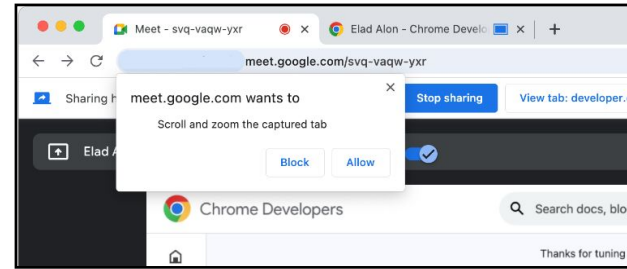 Meet - svq-vaqw-yxr
Elad Alon - Chrome Develo
meet.google.com/svq-vaqw-yxr
Sharing
Stop sharing
View tab: developer.
meet.google.com wants to
Scroll and zoom the captured tab
Block
Allow
Elad
Chrome Developers
Search docs, blo
Thanks for tuning